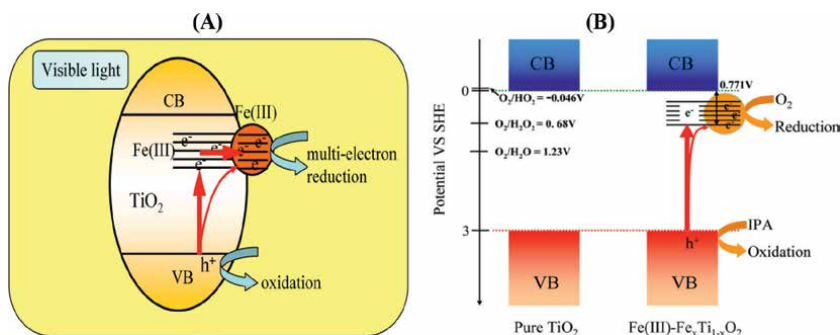 (A)
Visible light
CB
Fe(III)
e⁻
Fe(III)
e⁻
e⁻
e⁻
e⁻
e⁻
e
multi-electron
reduction
TiO₂
VB
h⁺
oxidation
(B)
Potential VS SHE
0
3
CB
CB
0.771V
O₂/HO₂ = −0.046V
O₂/H₂O₂ = 0.68V
O₂/H₂O = 1.23V
e⁻
e
e
e
O₂
Reduction
IPA
h⁺
Oxidation
VB
VB
Pure TiO₂
Fe(III)-FeₓTi₁₋ₓO₂